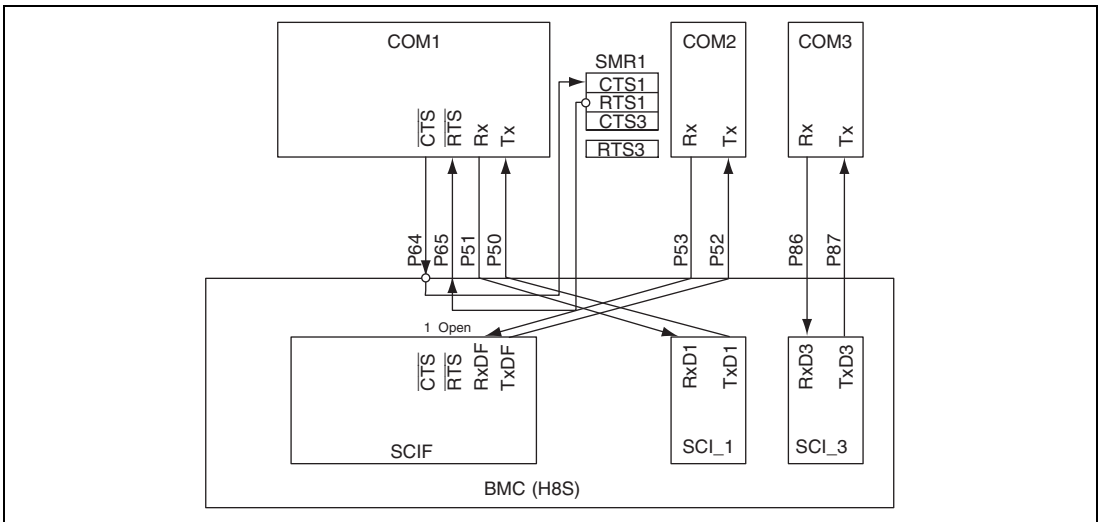 COM1
COM2
COM3
SMR1
CTS1
RTS1
CTS3
RTS3
CTS
RTS
Rx
Tx
Rx
Tx
Rx
Tx
P64
P65
P51
P50
P53
P52
P86
P87
1 Open
CTS
RTS
RxDF
TxDF
RxD1
TxD1
RxD3
TxD3
SCIF
SCI_1
SCI_3
BMC (H8S)